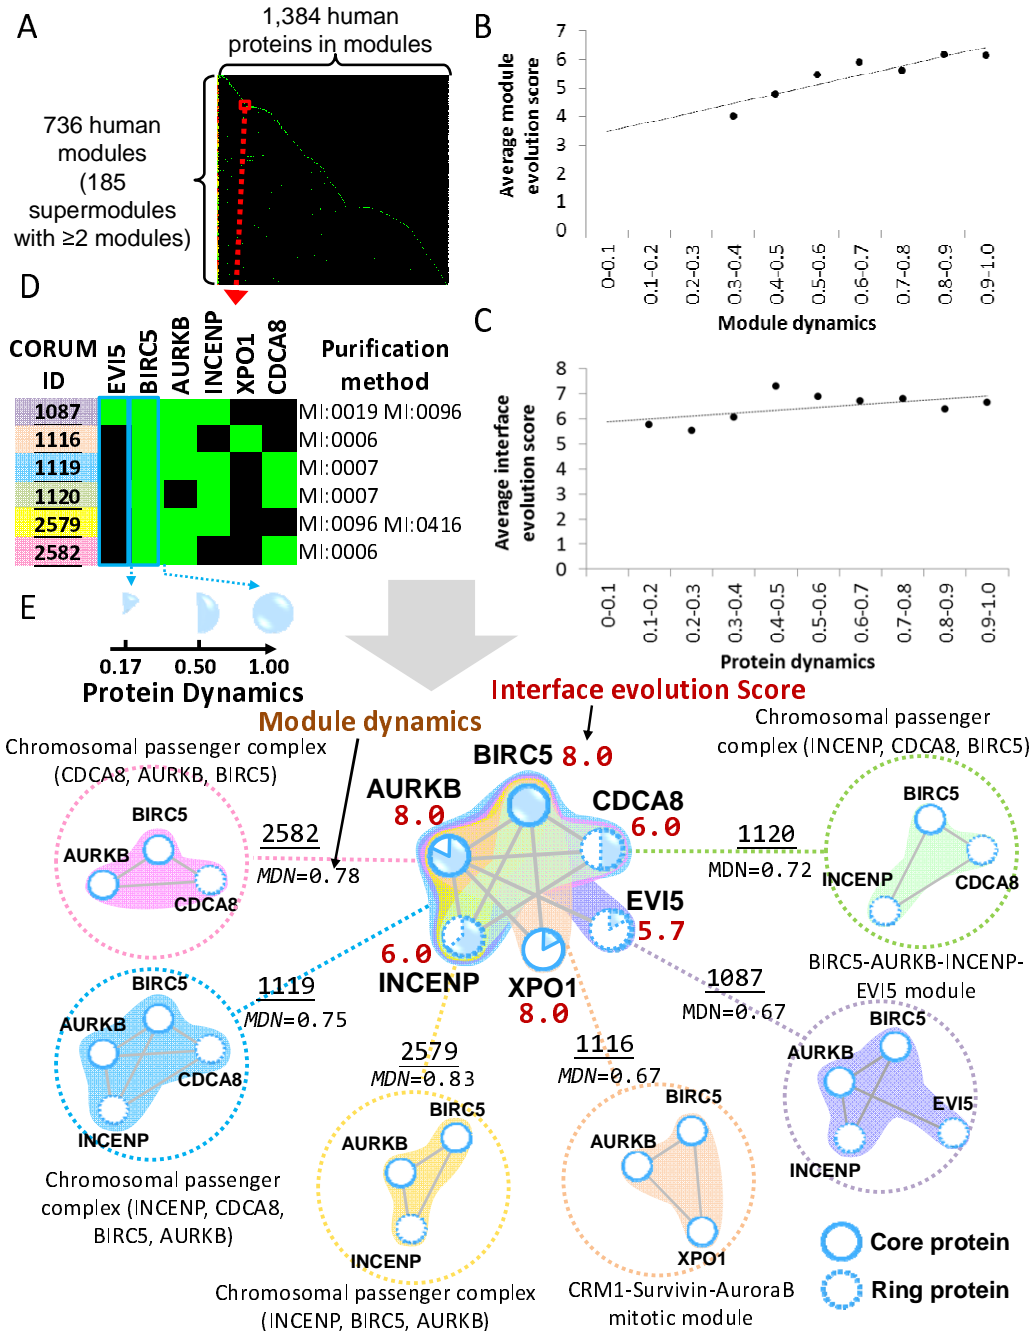 A
1,384 human
proteins in modules
736 human
modules
(185
supermodules
with ≥2 modules)
B
Average module
evolution score
7
6
5
4
3
2
1
0
0–0.1
0.1–0.2
0.3–0.4
0.4–0.5
0.5–0.6
0.6–0.7
0.7–0.8
0.8–0.9
0.9–1.0
Module dynamics
C
Average interface
evolution score
8
7
6
5
4
3
2
1
0
0–0.1
0.1–0.2
0.2–0.3
0.3–0.4
0.4–0.5
0.5–0.6
0.6–0.7
0.7–0.8
0.8–0.9
0.9–1.0
Protein dynamics
D
CORUM
ID
EVI5
BIRC5
AURKB
INCENP
XPO1
CDCA8
Purification
method
1087 MI:0019 MI:0096
1116 MI:0006
1119 MI:0007
1120 MI:0007
2579 MI:0096 MI:0416
2582 MI:0006
E
0.17 0.50 1.00
Protein Dynamics
Module dynamics
Interface evolution Score
BIRC5 8.0
AURKB
8.0
CDCA8
6.0
EVI5
5.7
6.0
INCENP
XPO1
8.0
Chromosomal passenger complex
(CDCA8, AURKB, BIRC5)
BIRC5
AURKB
CDCA8
2582
MDN=0.78
Chromosomal passenger
complex (INCENP, CDCA8, BIRC5)
BIRC5
INCENP
CDCA8
1120
MDN=0.72
1119
MDN=0.75
BIRC5
AURKB
CDCA8
INCENP
Chromosomal passenger
complex (INCENP, CDCA8,
BIRC5, AURKB)
2579
MDN=0.83
BIRC5
AURKB
INCENP
Chromosomal passenger complex
(INCENP, BIRC5, AURKB)
1116
MDN=0.67
BIRC5
AURKB
XPO1
CRM1-Survivin-AuroraB
mitotic module
1087
MDN=0.67
BIRC5-AURKB-INCENP-
EVI5 module
BIRC5
AURKB
EVI5
INCENP
Core protein
Ring protein